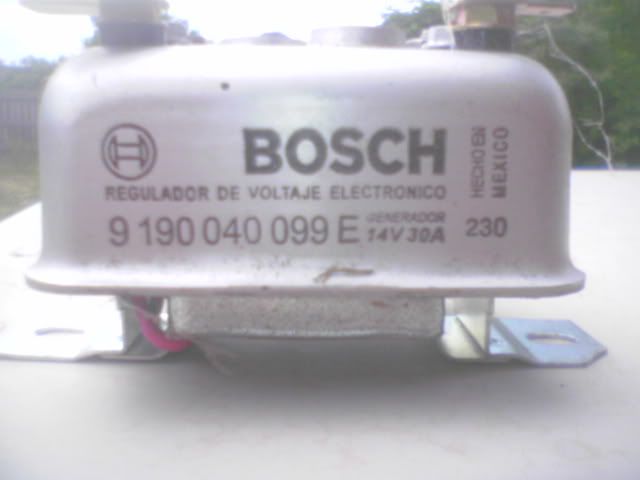 BOSCH
REGULADOR DE VOLTAJE ELECTRONICO
9 190 040 099 E
GENERADOR
14V 30A
HECHO EN
MEXICO
230